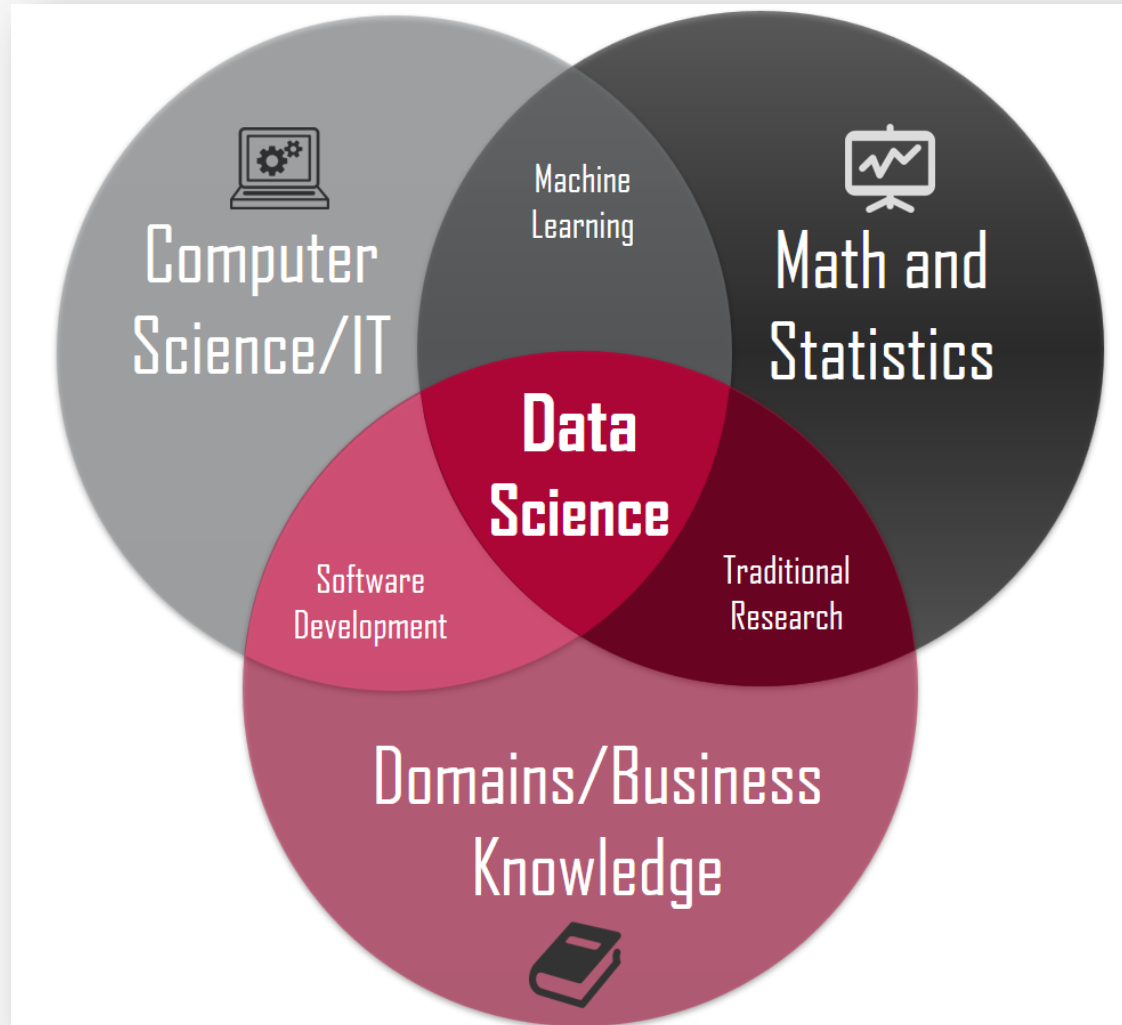 Machine
Learning
Computer
Science/IT
Math and
Statistics
Data
Science
Software
Development
Traditional
Research
Domains/Business
Knowledge